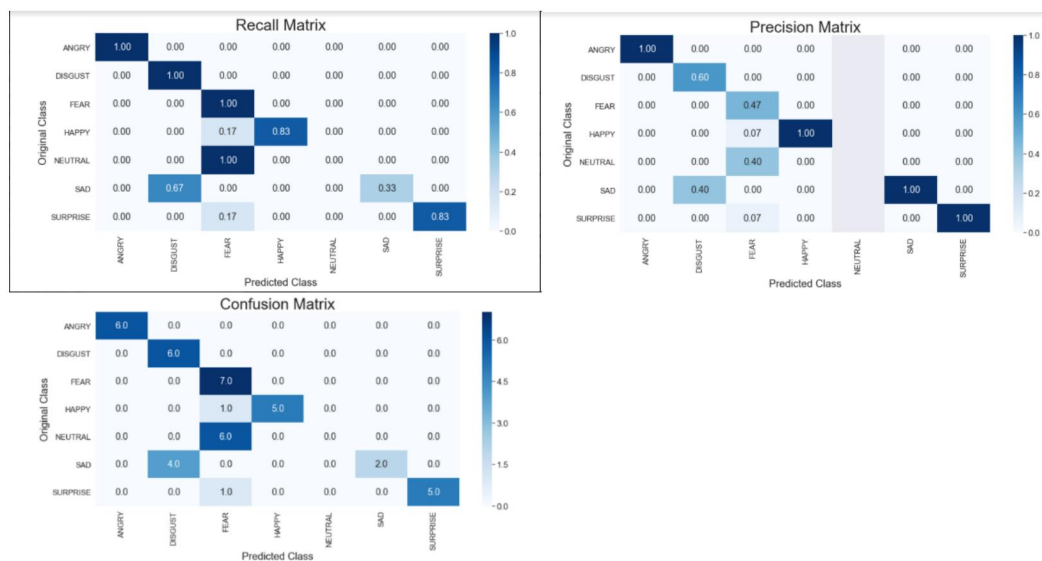 Recall Matrix
Original Class
ANGRY 1.00 0.00 0.00 0.00 0.00 0.00 0.00
DISGUST 0.00 1.00 0.00 0.00 0.00 0.00 0.00
FEAR 0.00 0.00 1.00 0.00 0.00 0.00 0.00
HAPPY 0.00 0.00 0.17 0.83 0.00 0.00 0.00
NEUTRAL 0.00 0.00 1.00 0.00 0.00 0.00 0.00
SAD 0.00 0.67 0.00 0.00 0.00 0.33 0.00
SURPRISE 0.00 0.00 0.17 0.00 0.00 0.00 0.83
ANGRY DISGUST FEAR HAPPY NEUTRAL SAD SURPRISE
Predicted Class
1.0
0.8
0.6
0.4
0.2
0.0
Precision Matrix
Original Class
ANGRY 1.00 0.00 0.00 0.00 0.00 0.00
DISGUST 0.00 0.60 0.00 0.00 0.00 0.00
FEAR 0.00 0.00 0.47 0.00 0.00 0.00
HAPPY 0.00 0.00 0.07 1.00 0.00 0.00
NEUTRAL 0.00 0.00 0.40 0.00 0.00 0.00
SAD 0.00 0.40 0.00 0.00 1.00 0.00
SURPRISE 0.00 0.00 0.07 0.00 0.00 1.00
ANGRY DISGUST FEAR HAPPY NEUTRAL SAD SURPRISE
Predicted Class
1.0
0.8
0.6
0.4
0.2
0.0
Confusion Matrix
Original Class
ANGRY 6.0 0.0 0.0 0.0 0.0 0.0 0.0
DISGUST 0.0 6.0 0.0 0.0 0.0 0.0 0.0
FEAR 0.0 0.0 7.0 0.0 0.0 0.0 0.0
HAPPY 0.0 0.0 1.0 5.0 0.0 0.0 0.0
NEUTRAL 0.0 0.0 6.0 0.0 0.0 0.0 0.0
SAD 0.0 4.0 0.0 0.0 0.0 2.0 0.0
SURPRISE 0.0 0.0 1.0 0.0 0.0 0.0 5.0
ANGRY DISGUST FEAR HAPPY NEUTRAL SAD SURPRISE
Predicted Class
6.0
4.5
3.0
1.5
0.0